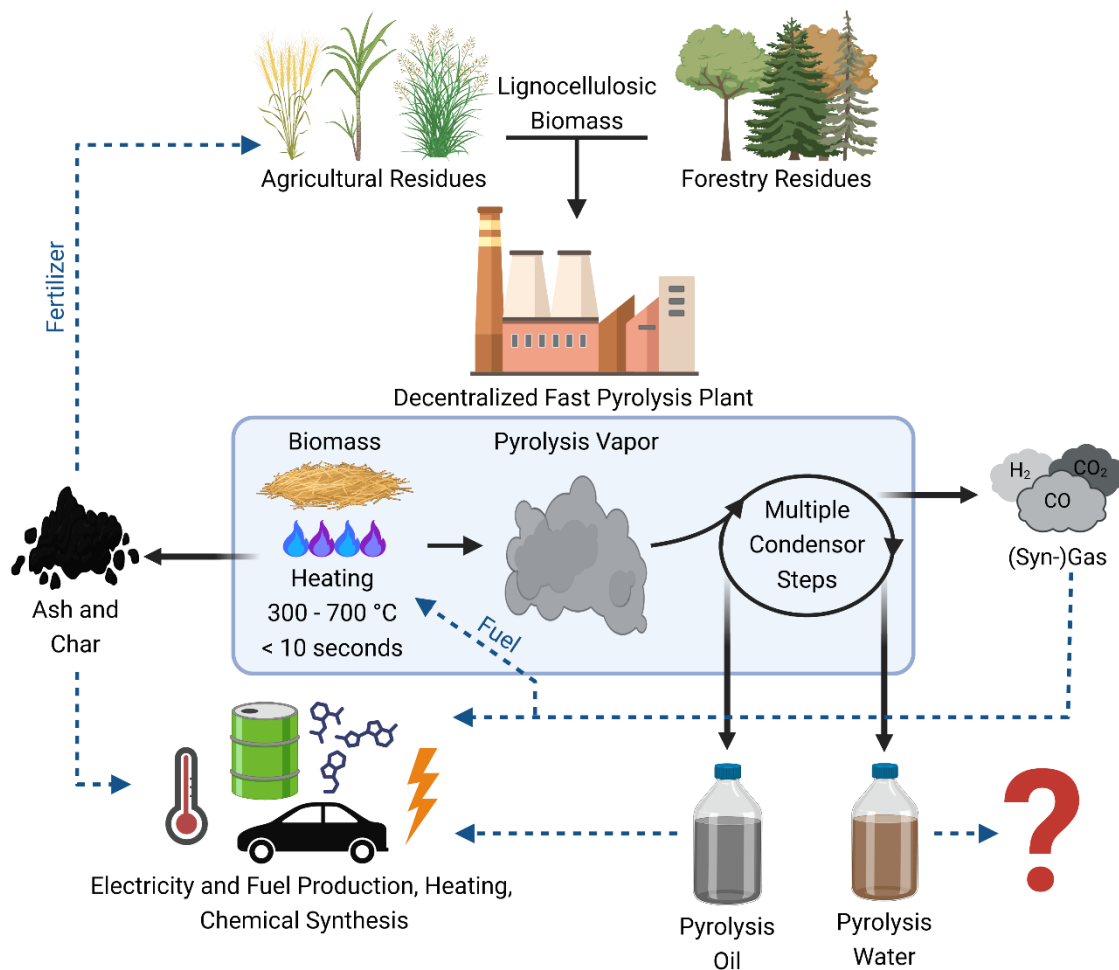 Lignocellulosic
Biomass
Agricultural Residues
Forestry Residues
Fertilizer
Decentralized Fast Pyrolysis Plant
Biomass
Pyrolysis Vapor
Multiple
Condensor
Steps
H2
CO2
CO
(Syn-)Gas
Heating
300 - 700 °C
< 10 seconds
Ash and
Char
Fuel
?
Electricity and Fuel Production, Heating,
Chemical Synthesis
Pyrolysis
Oil
Pyrolysis
Water